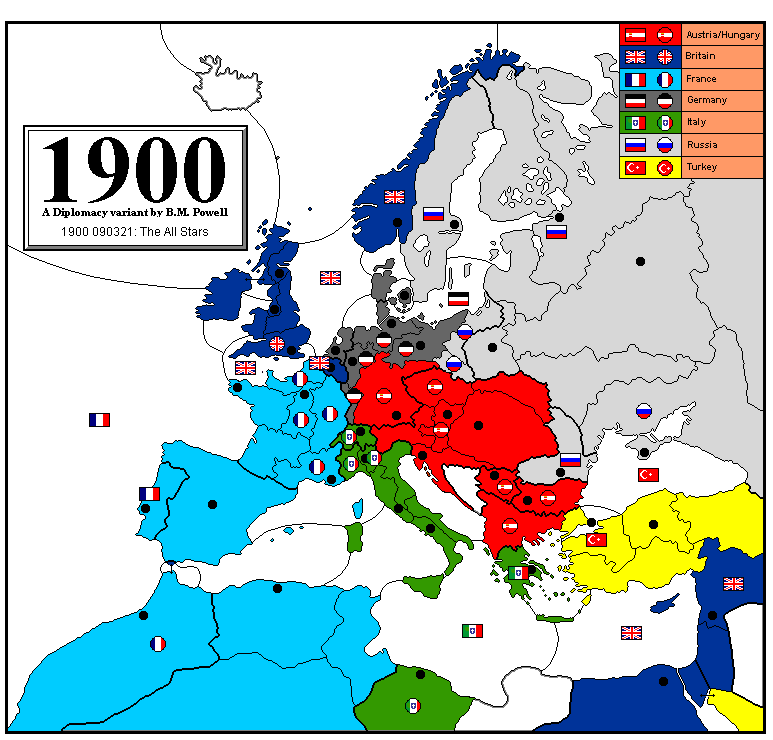 1900
A Diplomacy variant by B.M. Powell
1900 090321: The All Stars
Austria/Hungary
Britain
France
Germany
Italy
Russia
Turkey